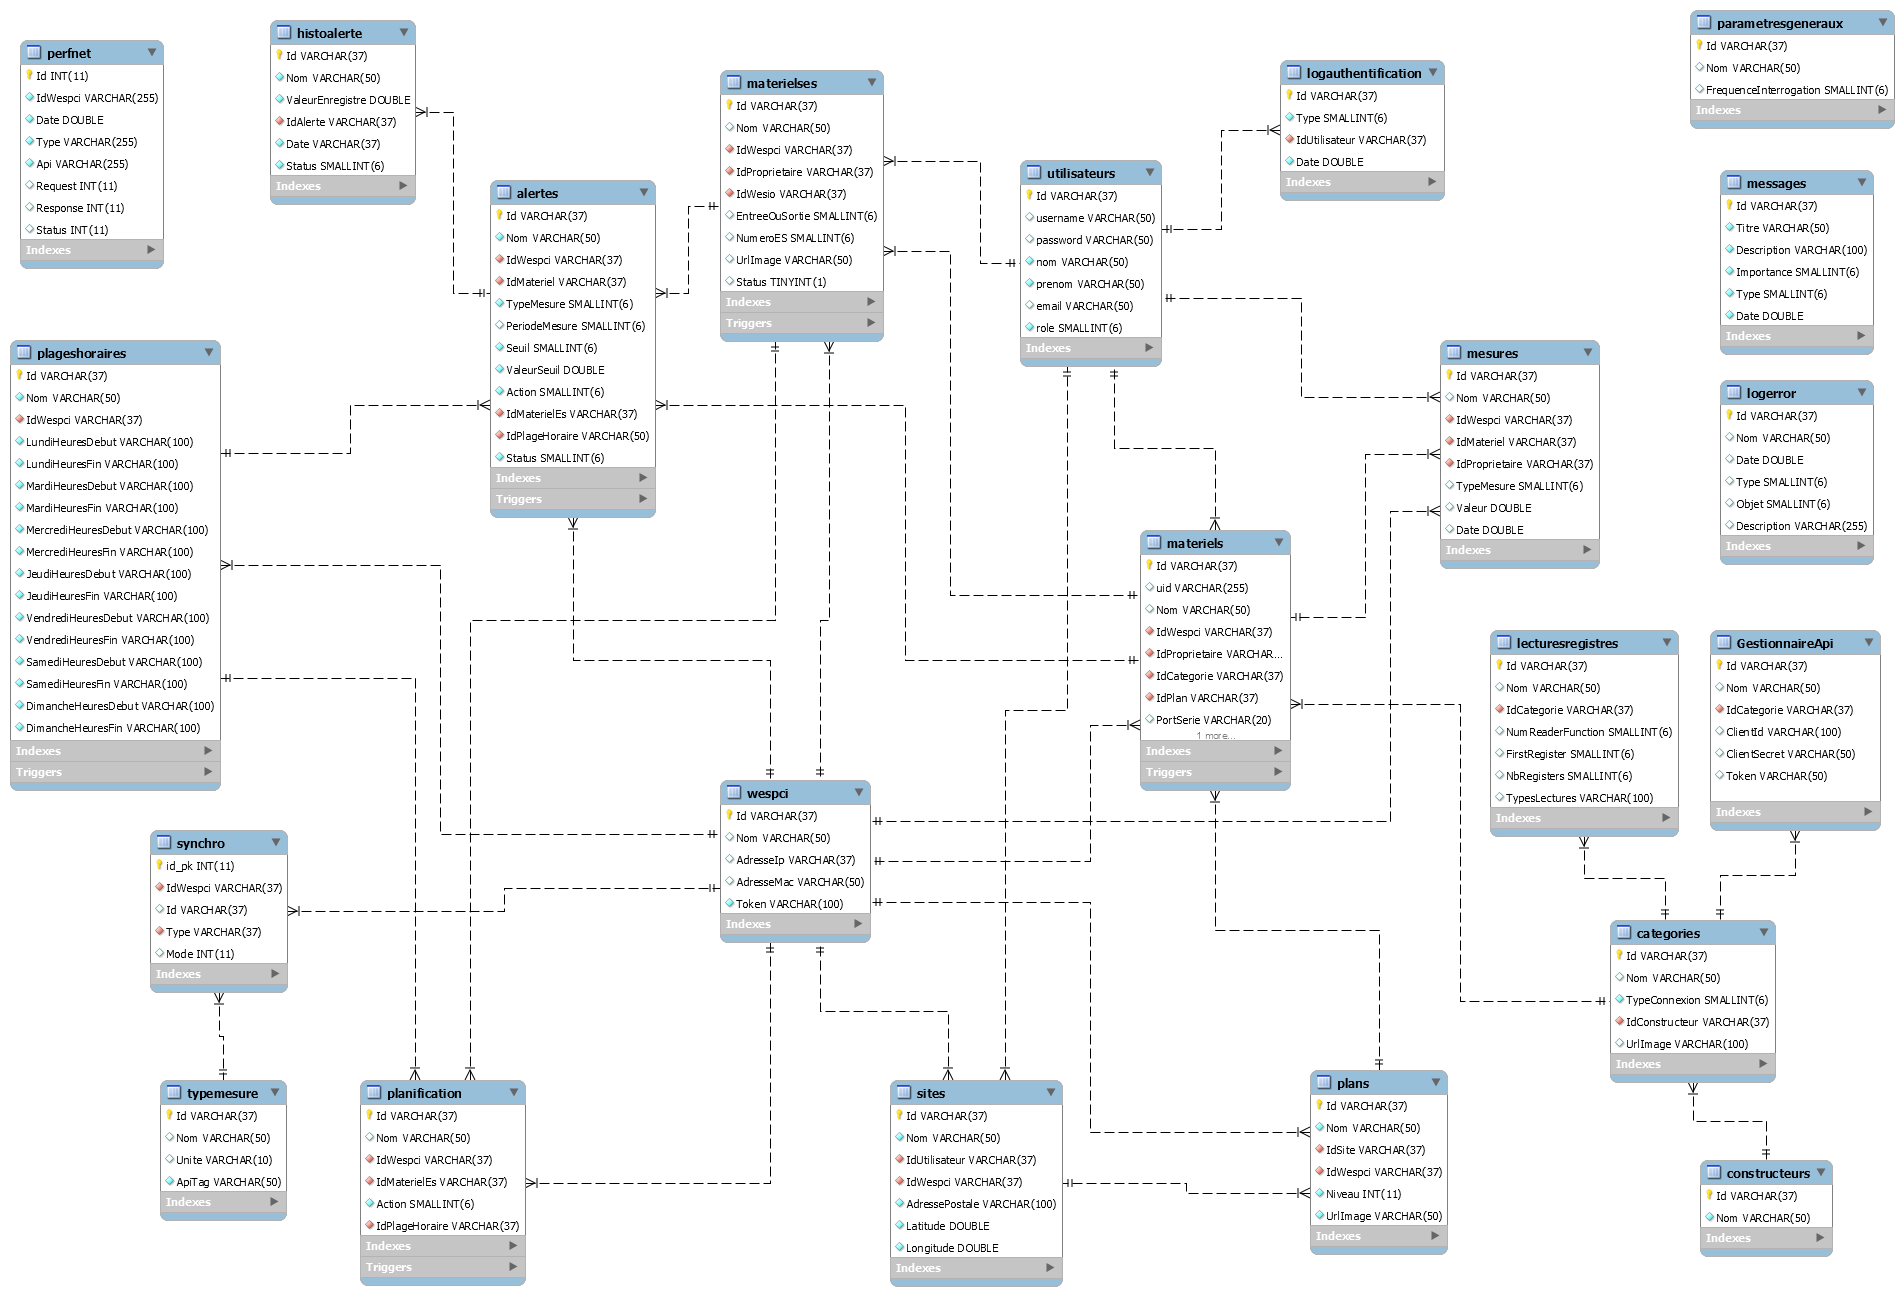 perfnet
Id INT(11)
IdWespci VARCHAR(255)
Date DOUBLE
Type VARCHAR(255)
Api VARCHAR(255)
Request INT(11)
Response INT(11)
Status INT(11)
Indexes
histoalerte
Id VARCHAR(37)
Nom VARCHAR(50)
ValeurEnregistre DOUBLE
IdAlerte VARCHAR(37)
Date VARCHAR(37)
Status SMALLINT(6)
Indexes
alertes
Id VARCHAR(37)
Nom VARCHAR(50)
IdWespci VARCHAR(37)
IdMateriel VARCHAR(37)
TypeMesure SMALLINT(6)
PeriodeMesure SMALLINT(6)
Seuil SMALLINT(6)
ValeurSeuil DOUBLE
Action SMALLINT(6)
IdMaterielEs VARCHAR(37)
IdPlageHoraire VARCHAR(50)
Status SMALLINT(6)
Indexes
Triggers
materielses
Id VARCHAR(37)
Nom VARCHAR(50)
IdWespci VARCHAR(37)
IdProprietaire VARCHAR(37)
IdWesio VARCHAR(37)
EntreeOuSortie SMALLINT(6)
NumeroES SMALLINT(6)
UrlImage VARCHAR(50)
Status TINYINT(1)
Indexes
Triggers
utilisateurs
Id VARCHAR(37)
username VARCHAR(50)
password VARCHAR(50)
nom VARCHAR(50)
prenom VARCHAR(50)
email VARCHAR(50)
role SMALLINT(6)
Indexes
logauthentification
Id VARCHAR(37)
Type SMALLINT(6)
IdUtilisateur VARCHAR(37)
Date DOUBLE
Indexes
parametresgeneraux
Id VARCHAR(37)
Nom VARCHAR(50)
FrequenceInterrogation SMALLINT(6)
Indexes
messages
Id VARCHAR(37)
Titre VARCHAR(50)
Description VARCHAR(100)
Importance SMALLINT(6)
Type SMALLINT(6)
Date DOUBLE
Indexes
plageshoraires
Id VARCHAR(37)
Nom VARCHAR(50)
IdWespci VARCHAR(37)
LundiHeuresDebut VARCHAR(100)
LundiHeuresFin VARCHAR(100)
MardiHeuresDebut VARCHAR(100)
MardiHeuresFin VARCHAR(100)
MercrediHeuresDebut VARCHAR(100)
MercrediHeuresFin VARCHAR(100)
JeudiHeuresDebut VARCHAR(100)
JeudiHeuresFin VARCHAR(100)
VendrediHeuresDebut VARCHAR(100)
VendrediHeuresFin VARCHAR(100)
SamediHeuresDebut VARCHAR(100)
SamediHeuresFin VARCHAR(100)
DimancheHeuresDebut VARCHAR(100)
DimancheHeuresFin VARCHAR(100)
Indexes
Triggers
mesures
Id VARCHAR(37)
Nom VARCHAR(50)
IdWespci VARCHAR(37)
IdMateriel VARCHAR(37)
IdProprietaire VARCHAR(37)
TypeMesure SMALLINT(6)
Valeur DOUBLE
Date DOUBLE
Indexes
logerror
Id VARCHAR(37)
Nom VARCHAR(50)
Date DOUBLE
Type SMALLINT(6)
Objet SMALLINT(6)
Description VARCHAR(255)
Indexes
materiels
Id VARCHAR(37)
uid VARCHAR(255)
Nom VARCHAR(50)
IdWespci VARCHAR(37)
IdProprietaire VARCHAR...
IdCategorie VARCHAR(37)
IdPlan VARCHAR(37)
PortSerie VARCHAR(20)
1 more...
Indexes
Triggers
lecturesregistres
Id VARCHAR(37)
Nom VARCHAR(50)
IdCategorie VARCHAR(37)
NumReaderFunction SMALLINT(6)
FirstRegister SMALLINT(6)
NbRegisters SMALLINT(6)
TypesLectures VARCHAR(100)
Indexes
GestionnaireApi
Id VARCHAR(37)
Nom VARCHAR(50)
IdCategorie VARCHAR(37)
ClientId VARCHAR(100)
ClientSecret VARCHAR(50)
Token VARCHAR(50)
Indexes
wespci
Id VARCHAR(37)
Nom VARCHAR(50)
AdresseIp VARCHAR(37)
AdresseMac VARCHAR(50)
Token VARCHAR(100)
Indexes
synchro
id_pk INT(11)
IdWespci VARCHAR(37)
Id VARCHAR(37)
Type VARCHAR(37)
Mode INT(11)
Indexes
categories
Id VARCHAR(37)
Nom VARCHAR(50)
TypeConnexion SMALLINT(6)
IdConstructeur VARCHAR(37)
UrlImage VARCHAR(100)
Indexes
typemesure
Id VARCHAR(37)
Nom VARCHAR(50)
Unite VARCHAR(10)
ApiTag VARCHAR(50)
Indexes
planification
Id VARCHAR(37)
Nom VARCHAR(50)
IdWespci VARCHAR(37)
IdMaterielEs VARCHAR(37)
Action SMALLINT(6)
IdPlageHoraire VARCHAR(37)
Indexes
Triggers
sites
Id VARCHAR(37)
Nom VARCHAR(50)
IdUtilisateur VARCHAR(37)
IdWespci VARCHAR(37)
AdressePostale VARCHAR(100)
Latitude DOUBLE
Longitude DOUBLE
Indexes
plans
Id VARCHAR(37)
Nom VARCHAR(50)
IdSite VARCHAR(37)
IdWespci VARCHAR(37)
Niveau INT(11)
UrlImage VARCHAR(50)
Indexes
constructeurs
Id VARCHAR(37)
Nom VARCHAR(50)
Indexes